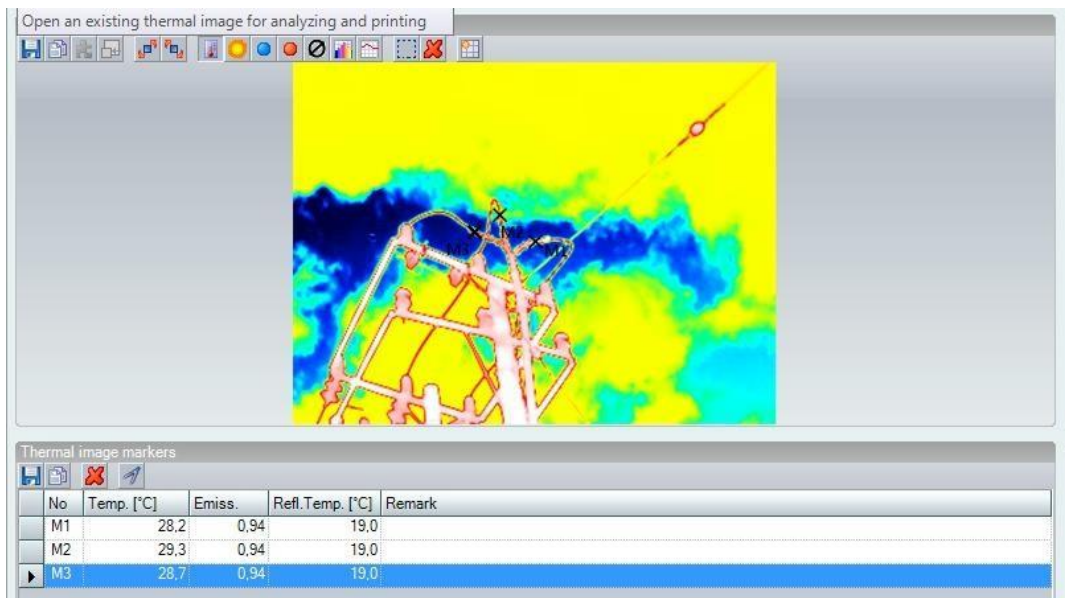 Open an existing thermal image for analyzing and printing
M2
M3
M1
Thermal image markers
No Temp. [°C] Emiss. Refl.Temp. [°C] Remark
M1 28,2 0,94 19,0
M2 29,3 0,94 19,0
M3 28,7 0,94 19,0